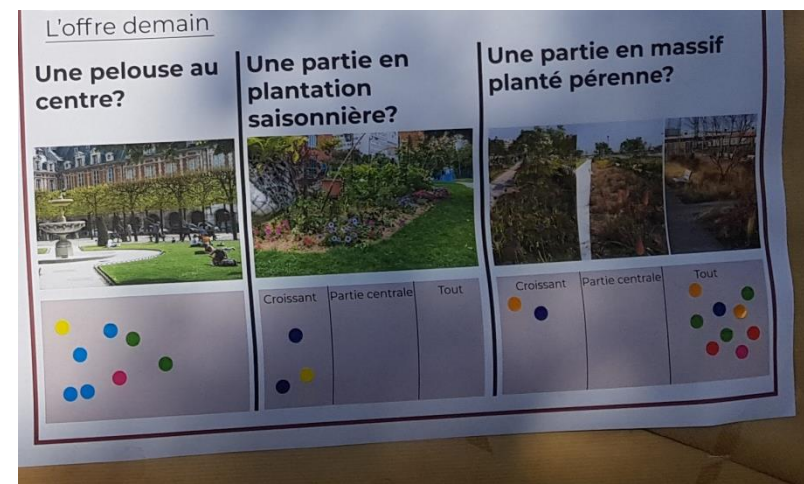 L'offre demain
Une pelouse au
centre?
Une partie en
plantation
saisonnière?
Une partie en massif
planté pérenne?
Croissant
Partie centrale
Tout
Croissant
Partie centrale
Tout